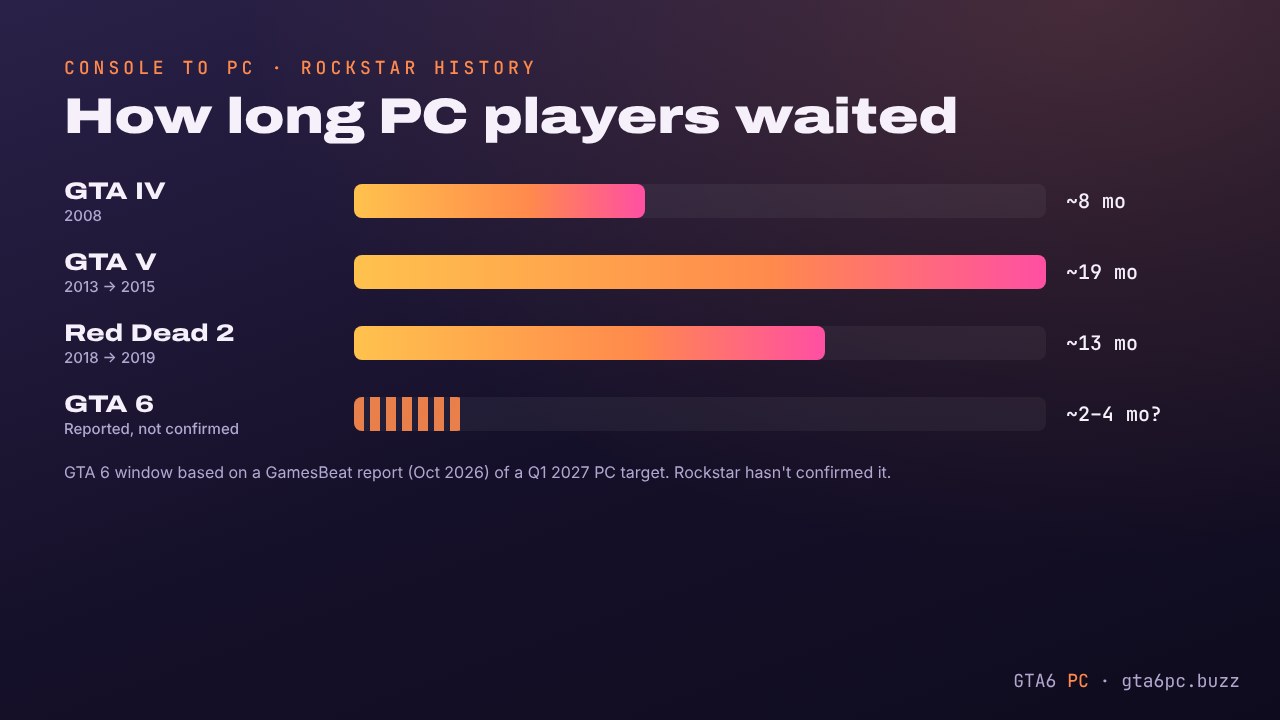 CONSOLE TO PC · ROCKSTAR HISTORY
How long PC players waited
GTA IV
2008
~8 mo
GTA V
2013 → 2015
~19 mo
Red Dead 2
2018 → 2019
~13 mo
GTA 6
Reported, not confirmed
~2–4 mo?
GTA 6 window based on a GamesBeat report (Oct 2026) of a Q1 2027 PC target. Rockstar hasn't confirmed it.
GTA6 PC · gta6pc.buzz